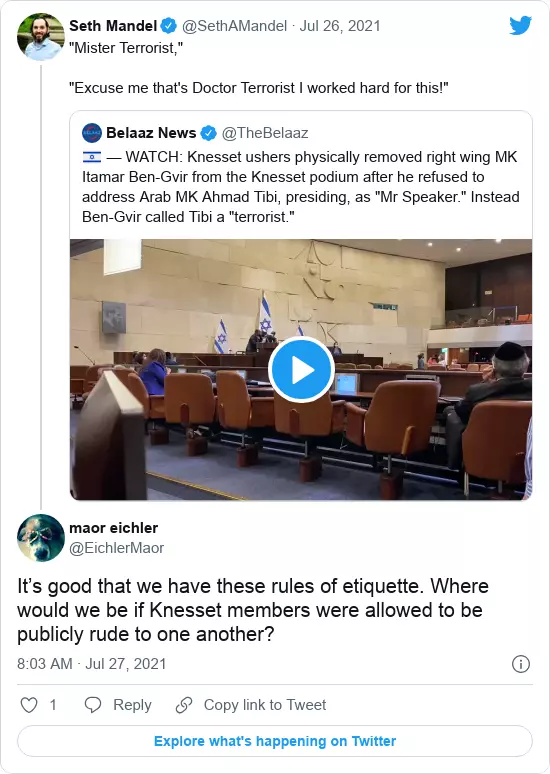 Seth Mandel @SethAMandel · Jul 26, 2021
"Mister Terrorist,"
"Excuse me that's Doctor Terrorist I worked hard for this!"
Belaaz News @TheBelaaz
— WATCH: Knesset ushers physically removed right wing MK
Itamar Ben-Gvir from the Knesset podium after he refused to
address Arab MK Ahmad Tibi, presiding, as "Mr Speaker." Instead
Ben-Gvir called Tibi a "terrorist."
maor eichler
@EichlerMaor
It’s good that we have these rules of etiquette. Where
would we be if Knesset members were allowed to be
publicly rude to one another?
8:03 AM · Jul 27, 2021
1 Reply Copy link to Tweet
Explore what's happening on Twitter